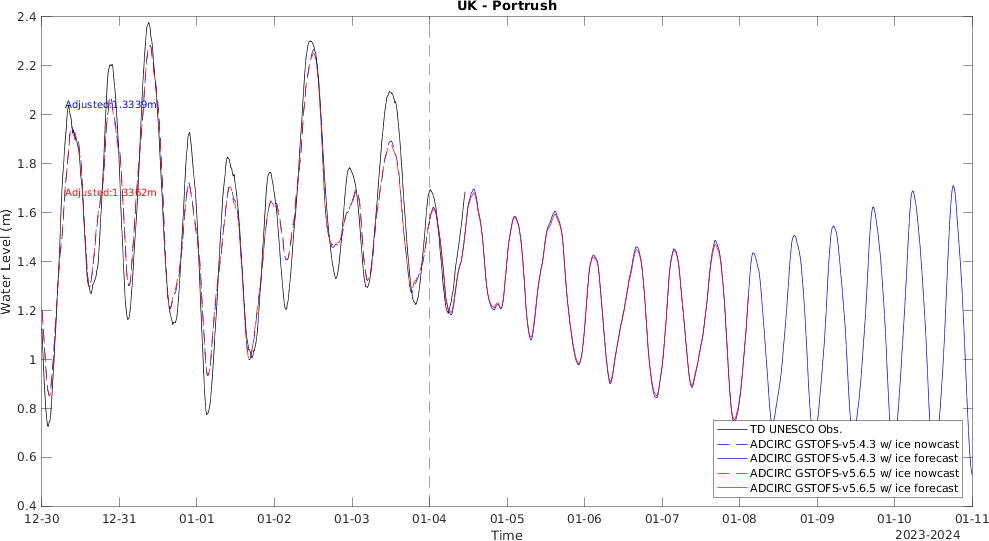 UK - Portrush
2.4
2.2
2
1.8
1.6
1.4
1.2
1
0.8
0.6
0.4
Water Level (m)
Adjusted:1.3339m
Adjusted:1.3362m
TD UNESCO Obs.
ADCIRC GSTOFS-v5.4.3 w/ ice nowcast
ADCIRC GSTOFS-v5.4.3 w/ ice forecast
ADCIRC GSTOFS-v5.6.5 w/ ice nowcast
ADCIRC GSTOFS-v5.6.5 w/ ice forecast
12-30 12-31 01-01 01-02 01-03 01-04 01-05 01-06 01-07 01-08 01-09 01-10 01-11
Time
2023-2024